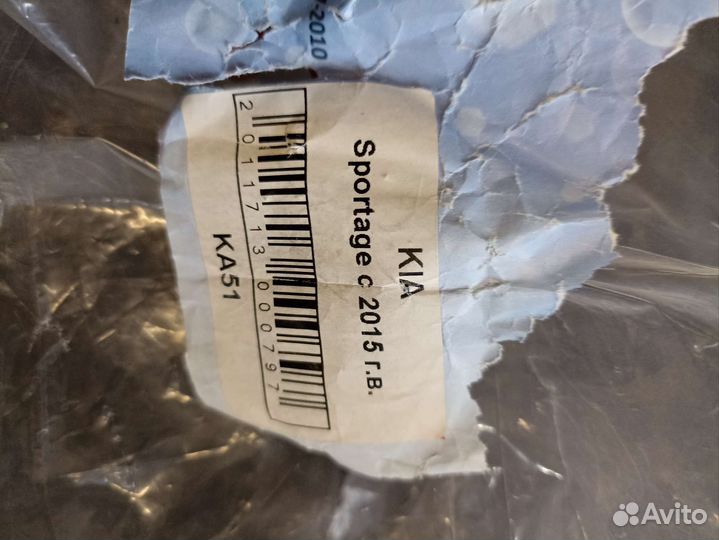 -2010
KIA
Sportage с 2015 г.в.
2011713000797
KA51
Avito